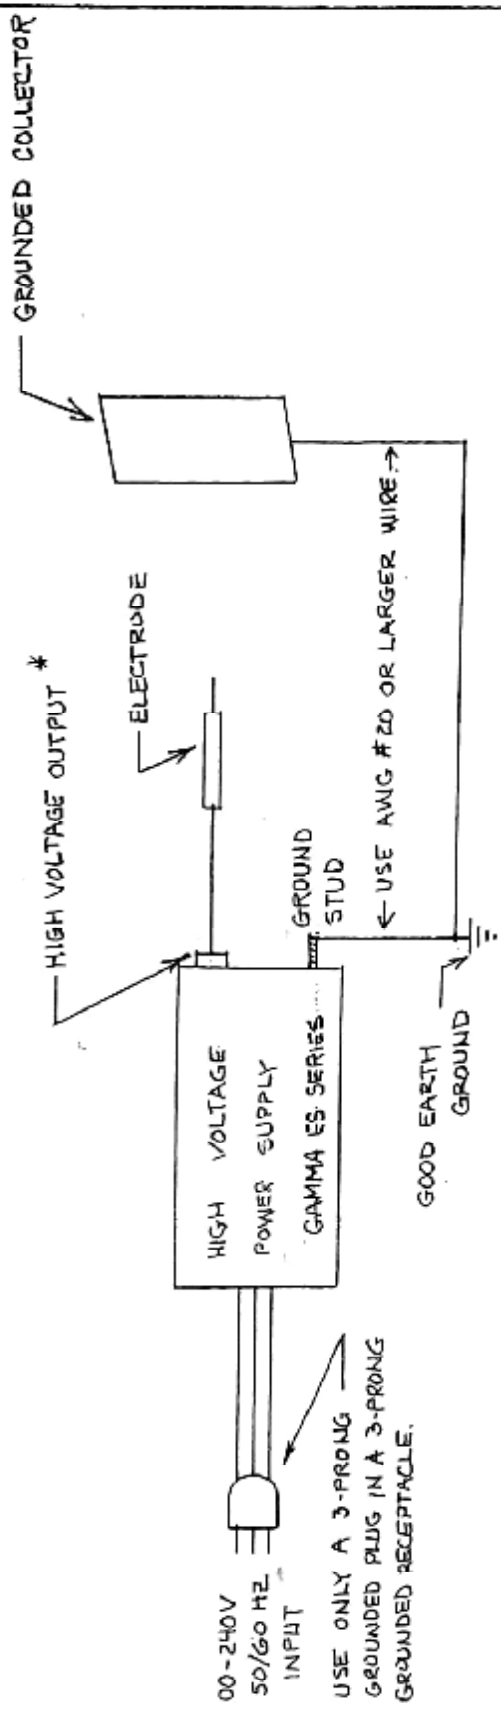 GROUNDED COLLECTOR
HIGH VOLTAGE OUTPUT *
ELECTRODE
GROUND
STUD
← USE AWG #20 OR LARGER WIRE →
HIGH VOLTAGE
POWER SUPPLY
GAMMA ES SERIES
GOOD EARTH
GROUND
00-240V
50/60 HZ
INPUT
USE ONLY A 3-PRONG
GROUNDED PLUG IN A 3-PRONG
GROUNDED RECEPTACLE.